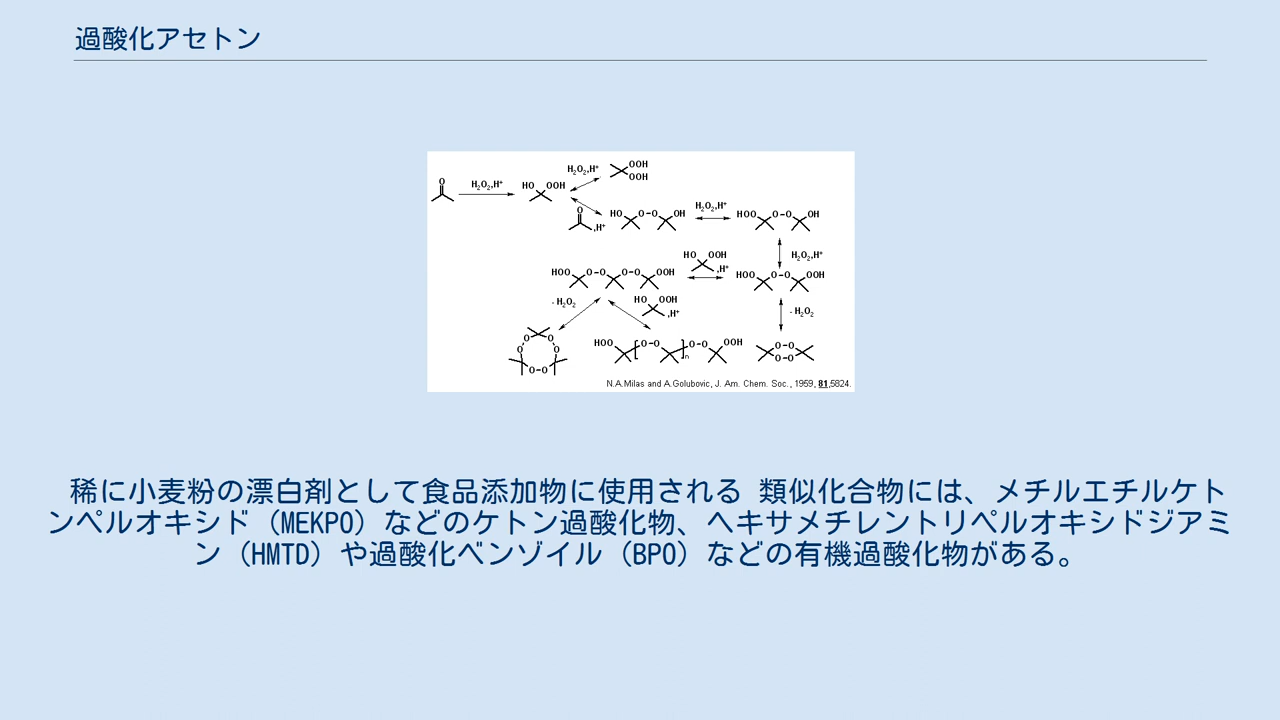 過酸化アセトン
O
H₂O₂,H⁺
HO OOH
H₂O₂,H⁺
OOH
OOH
O
,H⁺
HO O-O OH
H₂O₂,H⁺
HOO O-O OH
H₂O₂,H⁺
HOO O-O O-O OOH
HO OOH
,H⁺
HOO O-O OOH
- H₂O₂
HO OOH
,H⁺
- H₂O₂
O O
O O
O-O
HOO [O-O ]n O-O OOH
O-O
O-O
N.A.Milas and A.Golubovic, J. Am. Chem. Soc., 1959, 81,5824.
稀に小麦粉の漂白剤として食品添加物に使用される 類似化合物には、メチルエチルケト
ンペルオキシド（MEKPO）などのケトン過酸化物、ヘキサメチレントリペルオキシドジアミ
ン（HMTD）や過酸化ベンゾイル（BPO）などの有機過酸化物がある。